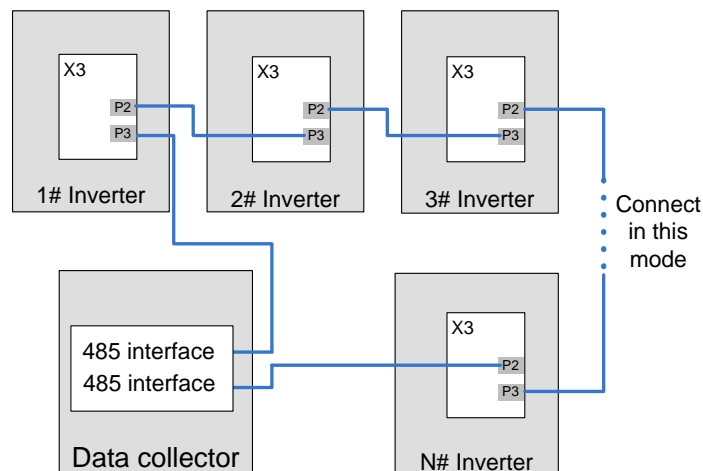 X3
P2
P3
1# Inverter
X3
P2
P3
2# Inverter
X3
P2
P3
3# Inverter
Connect
in this
mode
485 interface
485 interface
Data collector
X3
P2
P3
N# Inverter